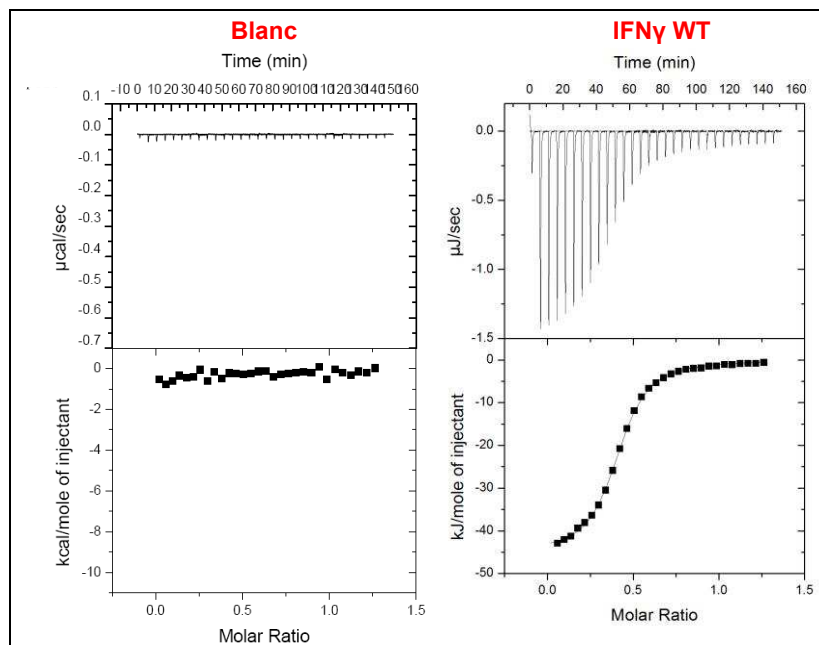 Blanc
Time (min)
-10 0 10 20 30 40 50 60 70 80 90 100 110 120 130 140 150 160
0.1
0.0
-0.1
-0.2
-0.3
-0.4
-0.5
-0.6
-0.7
µcal/sec
0
-2
-4
-6
-8
-10
kcal/mole of injectant
0.0 0.5 1.0 1.5
Molar Ratio
IFNγ WT
Time (min)
0 20 40 60 80 100 120 140 160
0.0
-0.5
-1.0
-1.5
µJ/sec
0
-10
-20
-30
-40
-50
kJ/mole of injectant
0.0 0.5 1.0 1.5
Molar Ratio